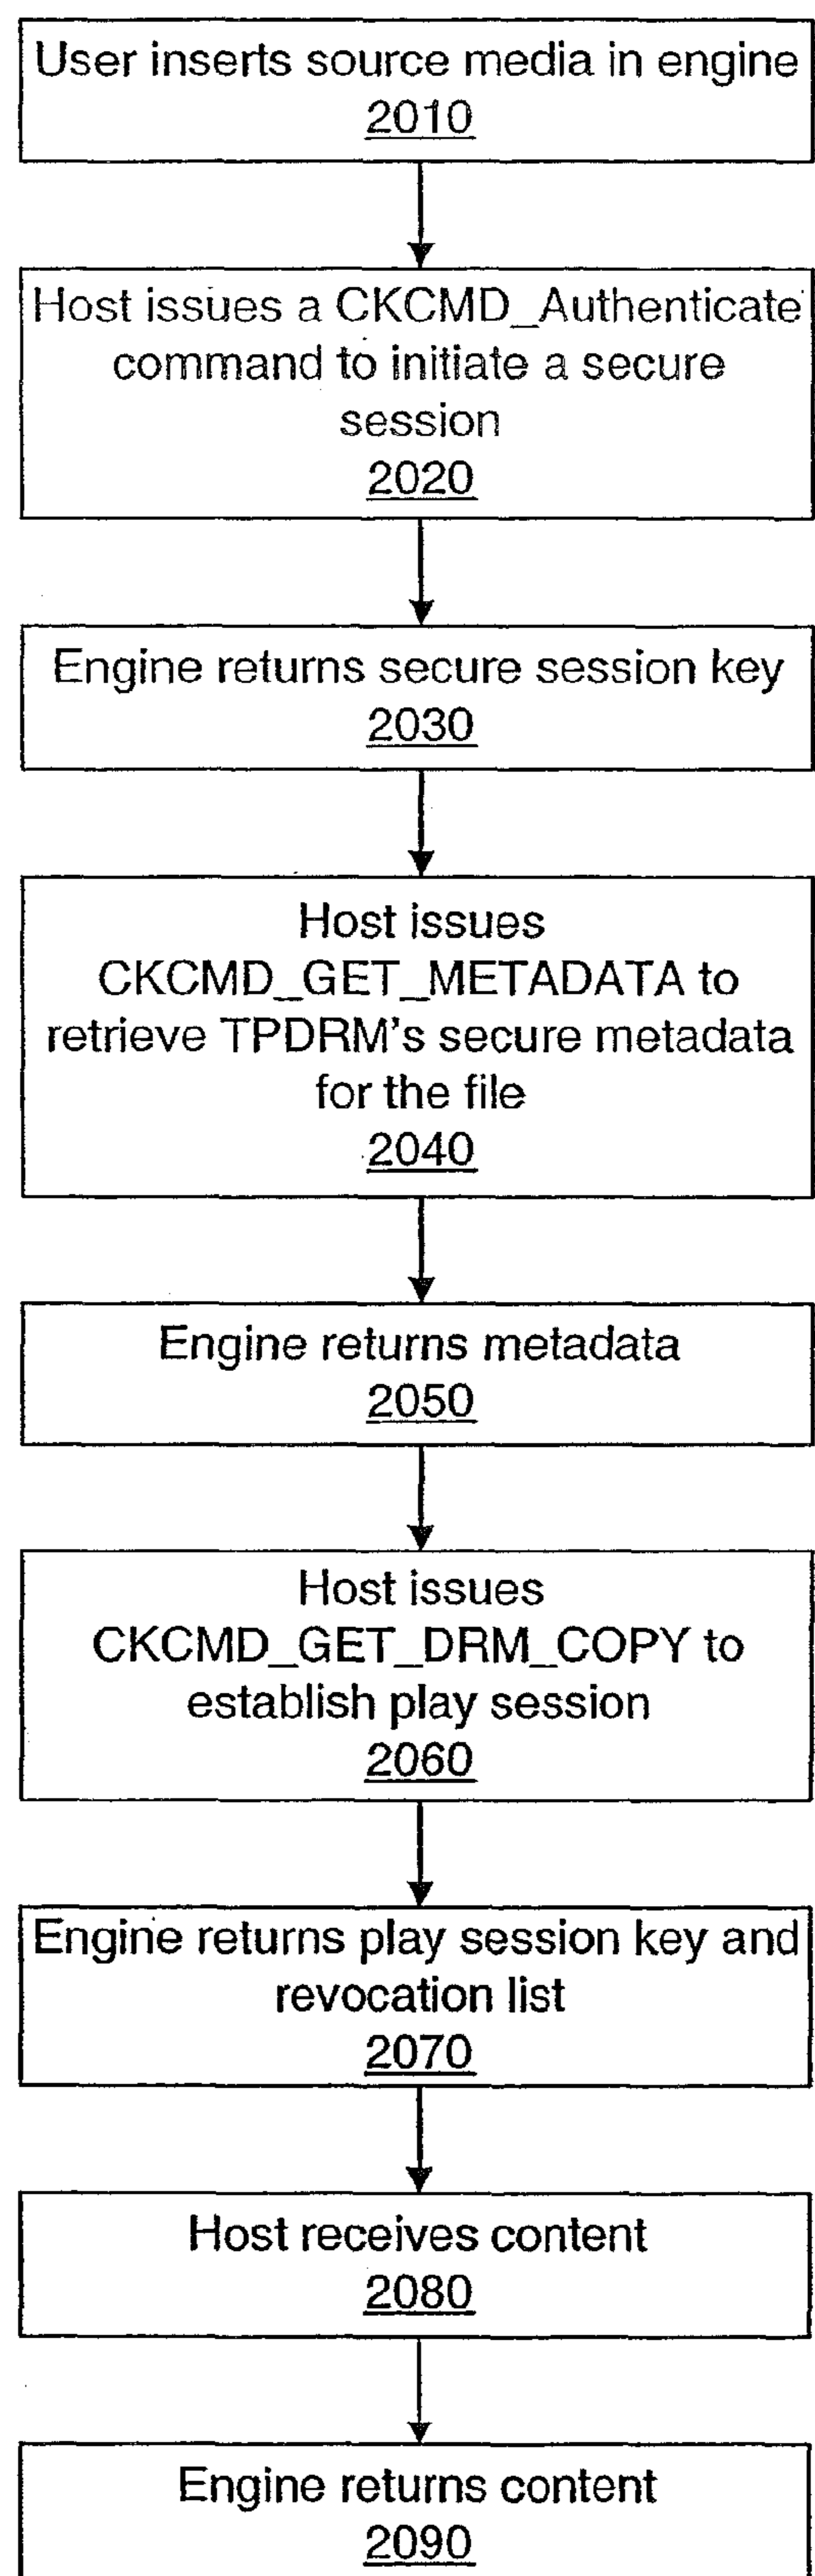 User inserts source media in engine
2010
Host issues a CKCMD_Authenticate
command to initiate a secure
session
2020
Engine returns secure session key
2030
Host issues
CKCMD_GET_METADATA to
retrieve TPDRM's secure metadata
for the file
2040
Engine returns metadata
2050
Host issues
CKCMD_GET_DRM_COPY to
establish play session
2060
Engine returns play session key and
revocation list
2070
Host receives content
2080
Engine returns content
2090